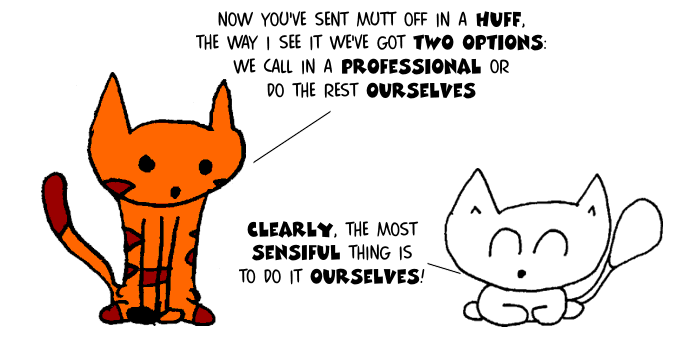 NOW YOU'VE SENT MUTT OFF IN A HUFF,
THE WAY I SEE IT WE'VE GOT TWO OPTIONS:
WE CALL IN A PROFESSIONAL OR
DO THE REST OURSELVES
CLEARLY, THE MOST
SENSIFUL THING IS
TO DO IT OURSELVES!